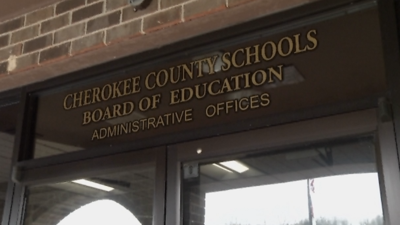 CHEROKEE COUNTY SCHOOLS
BOARD OF EDUCATION
ADMINISTRATIVE OFFICES